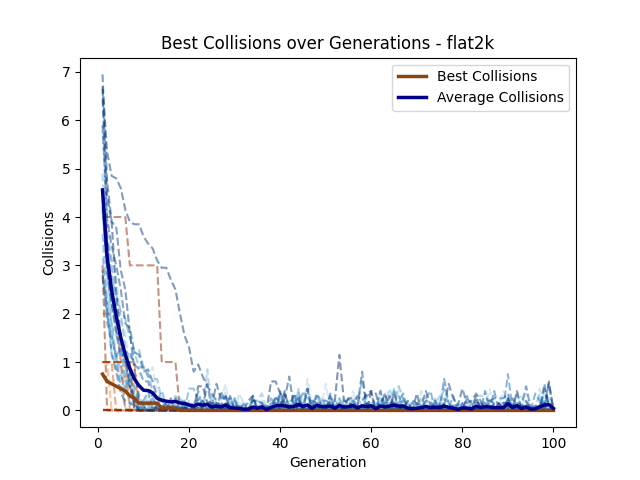 Best Collisions over Generations - flat2k
Best Collisions
Average Collisions
7
6
5
4
3
2
1
0
Collisions
0 20 40 60 80 100
Generation